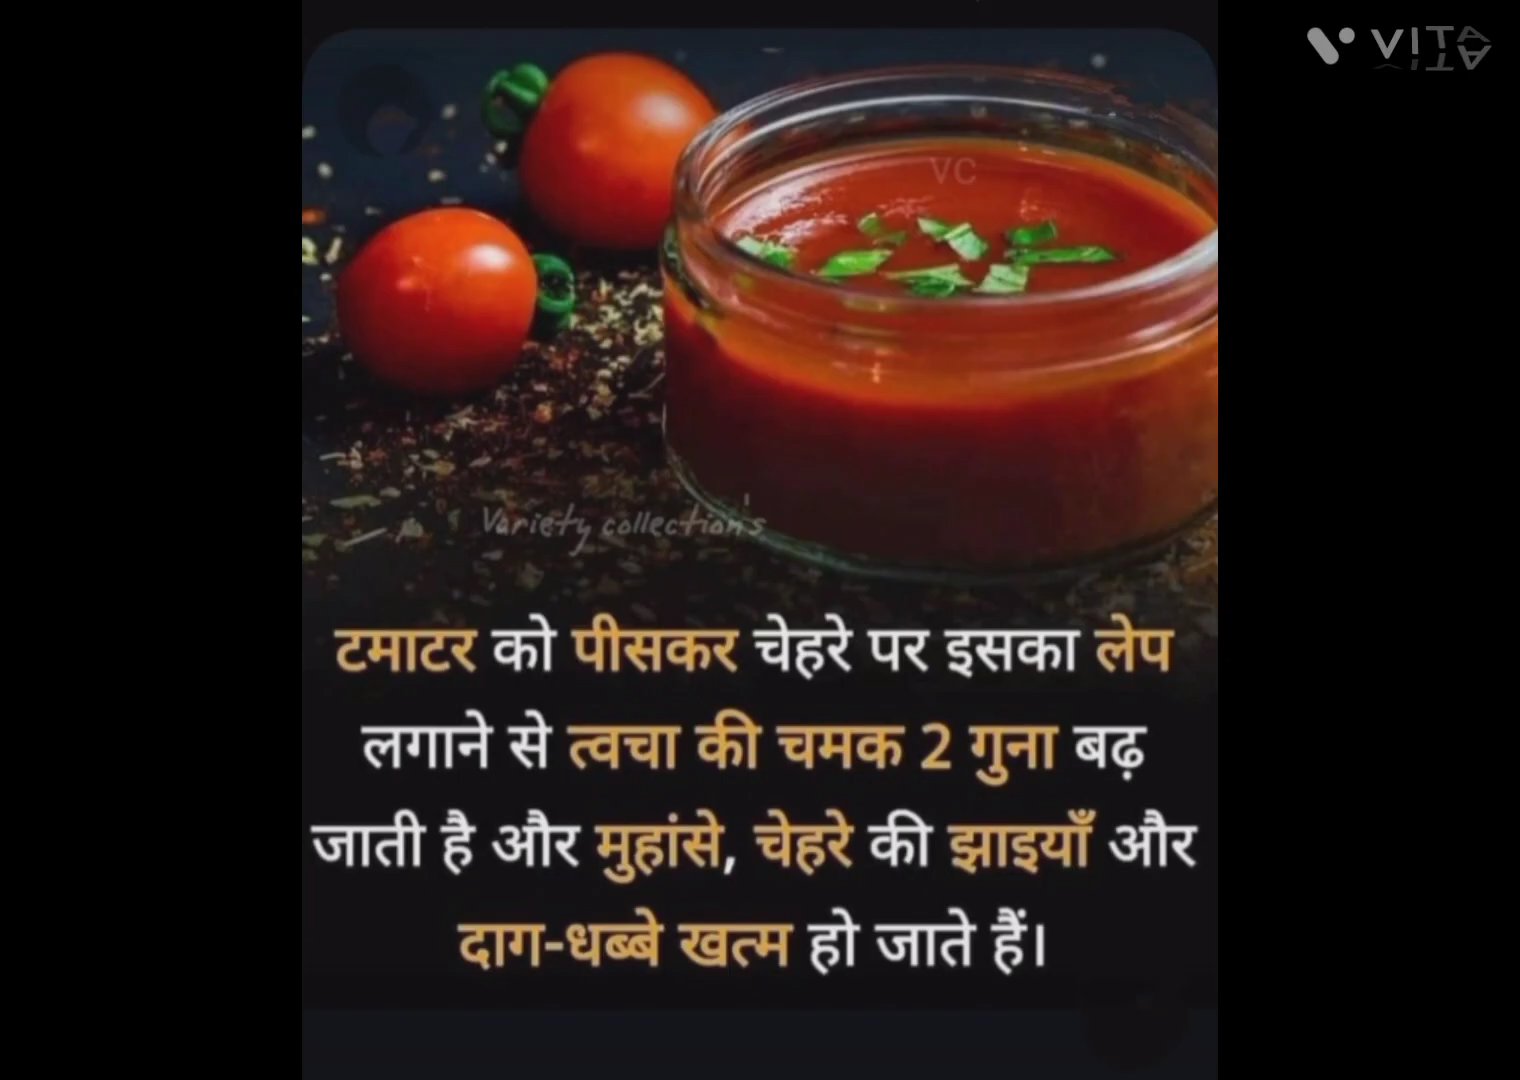 VITA
VC
Variety collection's
टमाटर को पीसकर चेहरे पर इसका लेप
लगाने से त्वचा की चमक 2 गुना बढ़
जाती है और मुहांसे, चेहरे की झाइयाँ और
दाग-धब्बे खत्म हो जाते हैं।